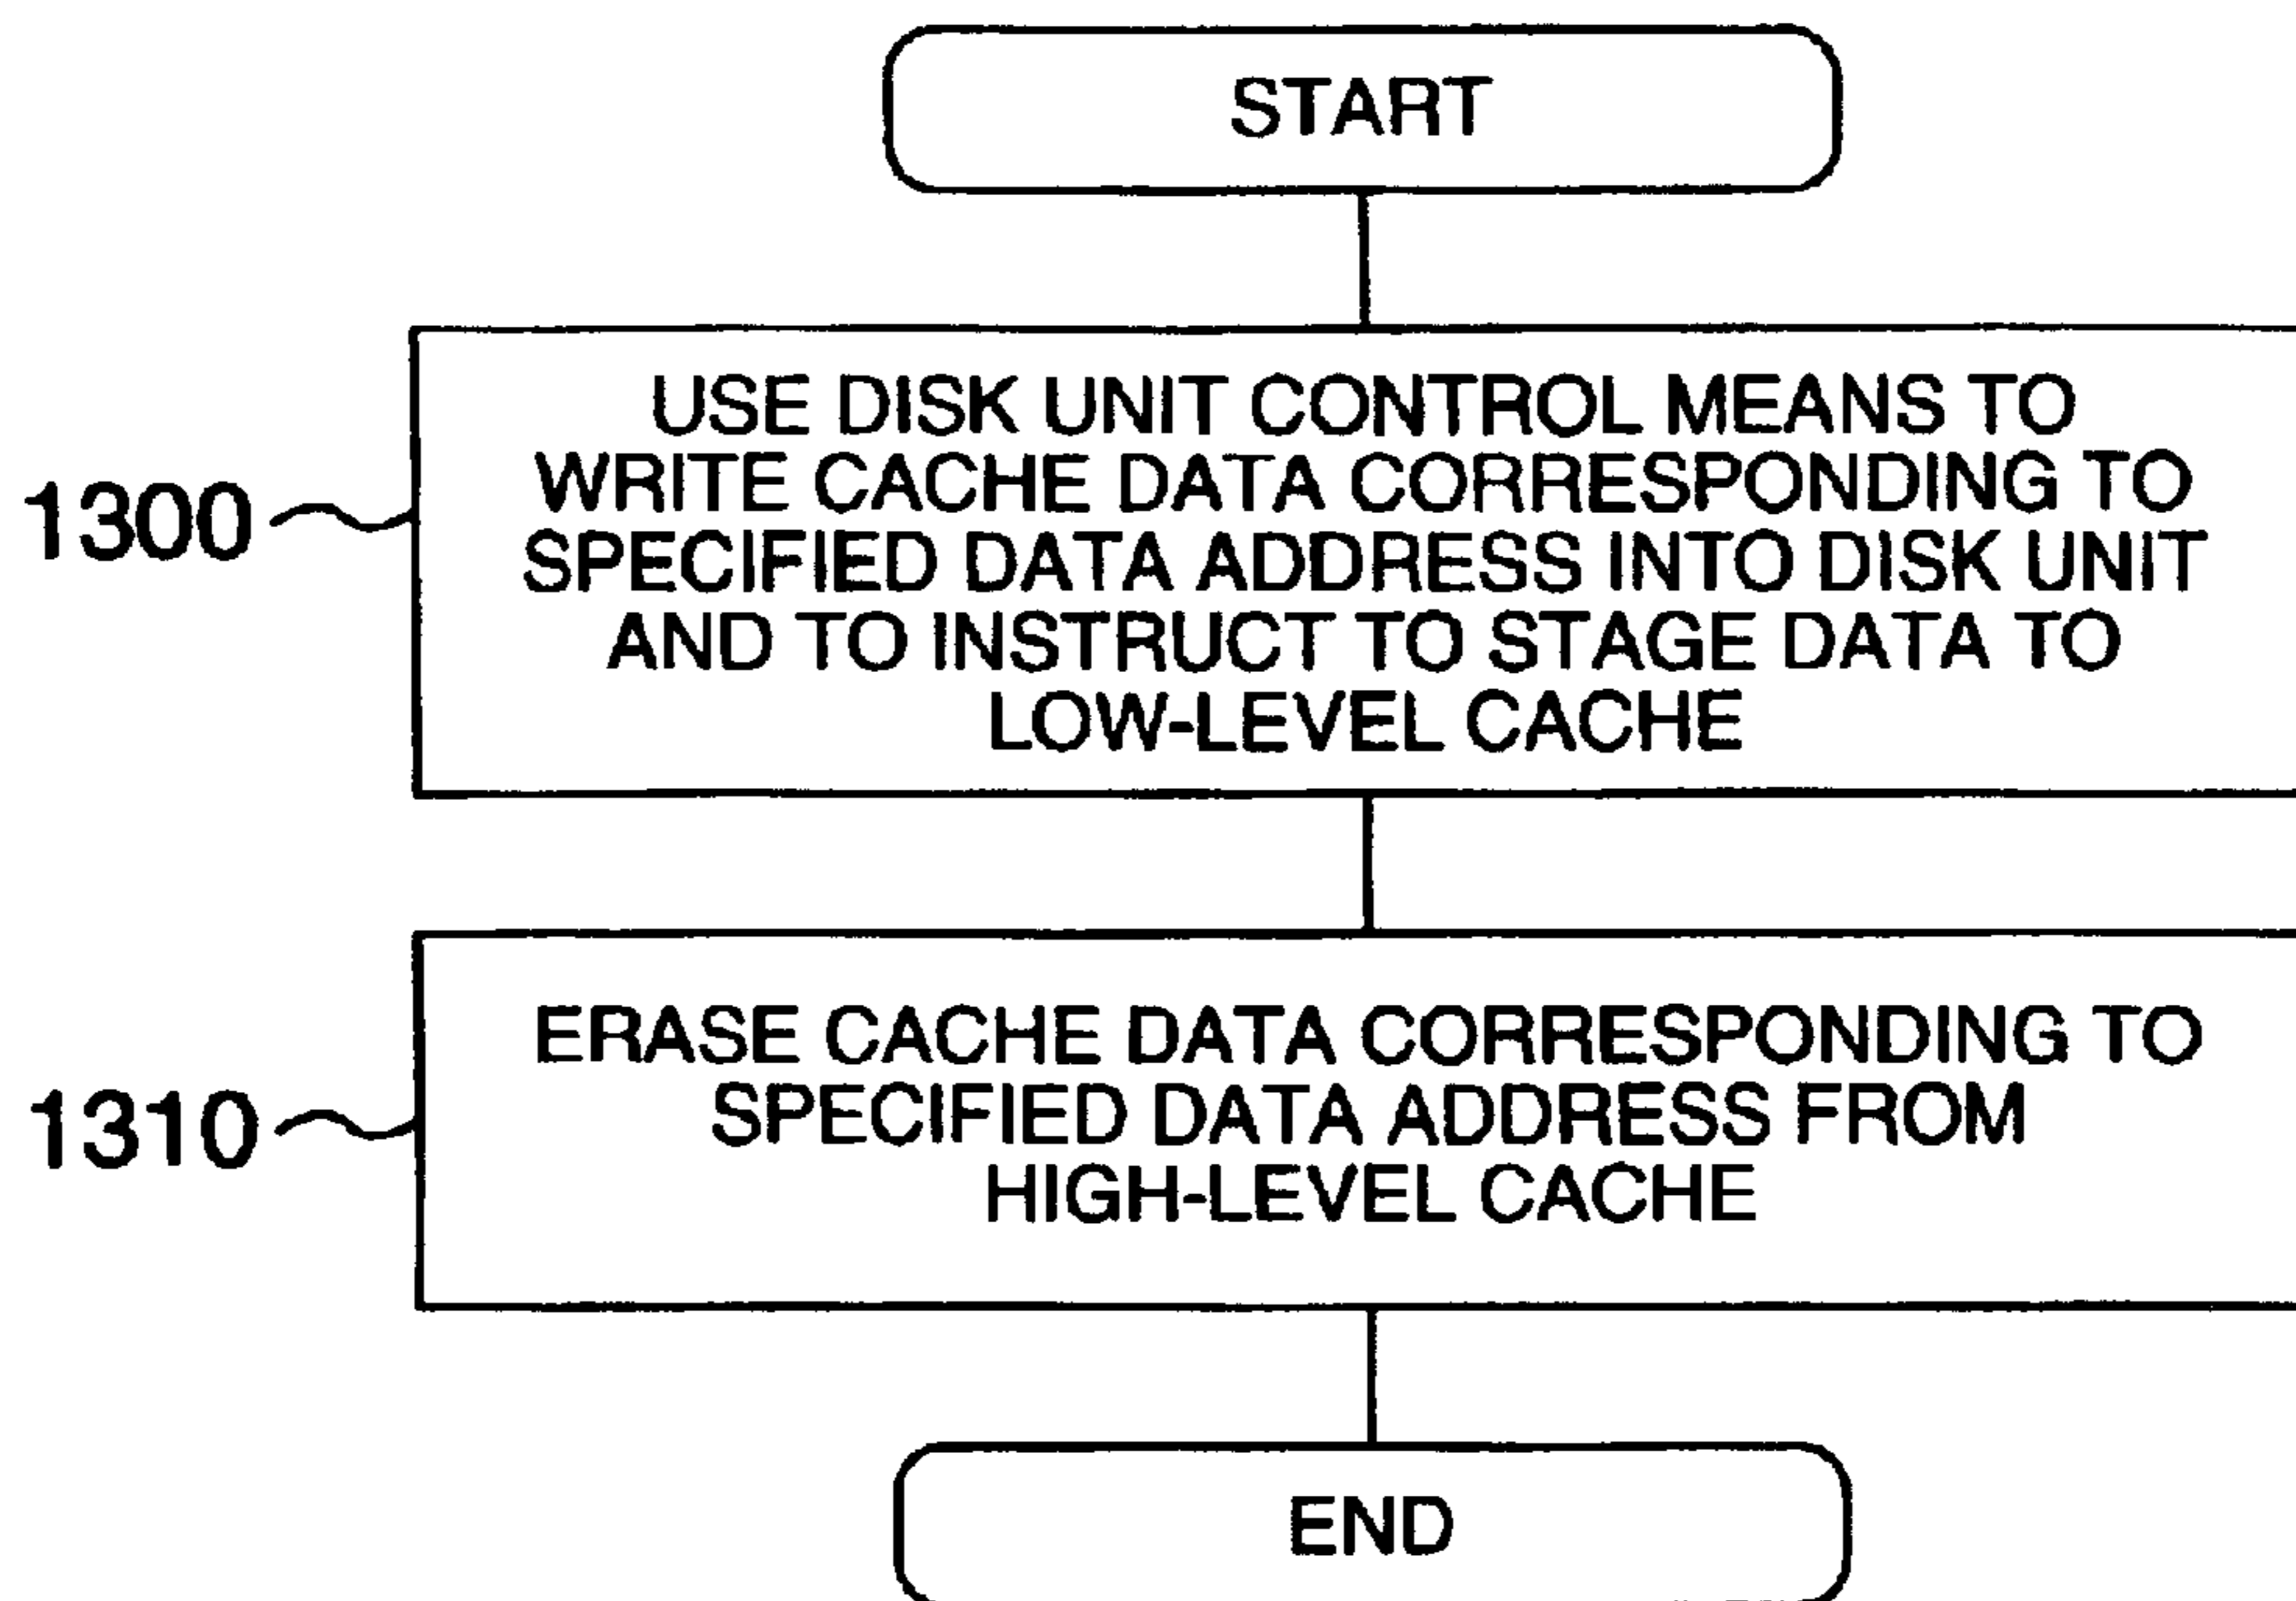 START
USE DISK UNIT CONTROL MEANS TO
WRITE CACHE DATA CORRESPONDING TO
1300
SPECIFIED DATA ADDRESS INTO DISK UNIT
AND TO INSTRUCT TO STAGE DATA TO
LOW-LEVEL CACHE
ERASE CACHE DATA CORRESPONDING TO
1310
SPECIFIED DATA ADDRESS FROM
HIGH-LEVEL CACHE
END